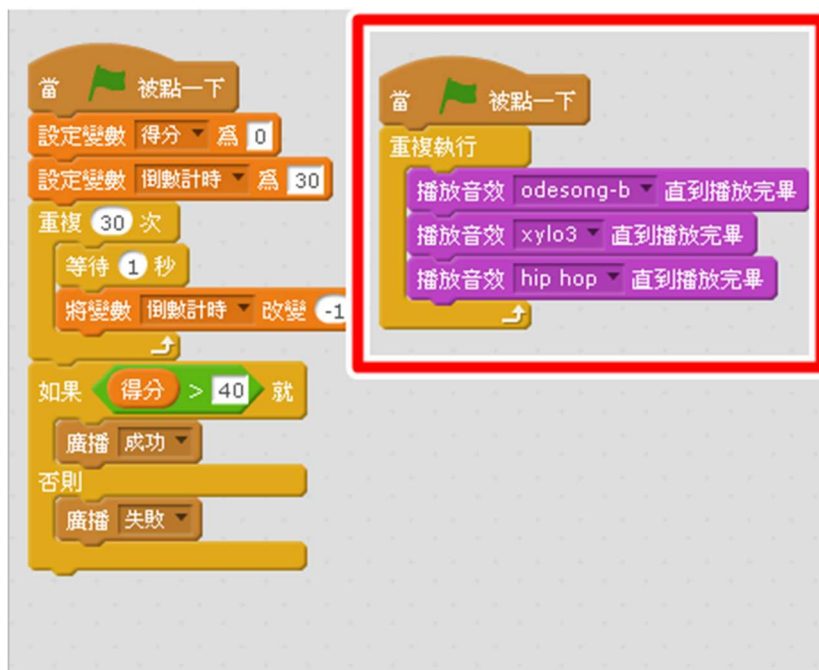 當 被點一下
設定變數 得分 為 0
設定變數 倒數計時 為 30
重複 30 次
等待 1 秒
將變數 倒數計時 改變 -1
如果 得分 > 40 就
廣播 成功
否則
廣播 失敗
當 被點一下
重複執行
播放音效 odesong-b 直到播放完畢
播放音效 xylo3 直到播放完畢
播放音效 hip hop 直到播放完畢